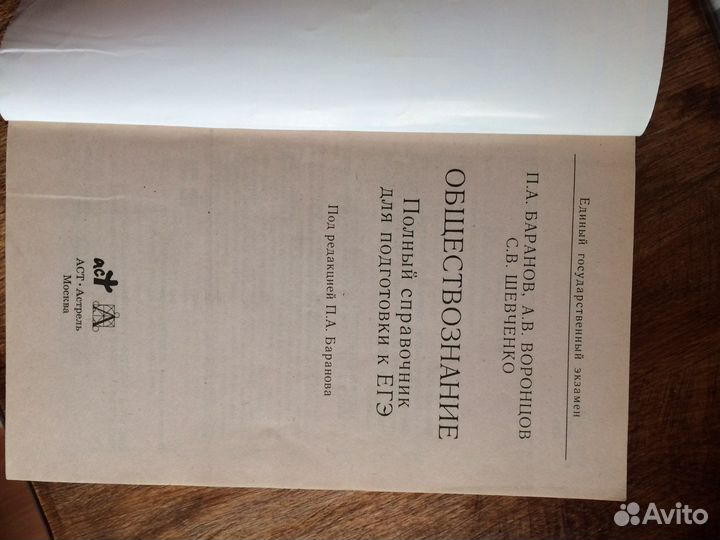 Единый государственный экзамен
П.А. БАРАНОВ, А.В. ВОРОНЦОВ
С.В. ШЕВЧЕНКО
ОБЩЕСТВОЗНАНИЕ
Полный справочник
для подготовки к ЕГЭ
Под редакцией П.А. Баранова
аст
АСТ • Астрель
Москва
Avito